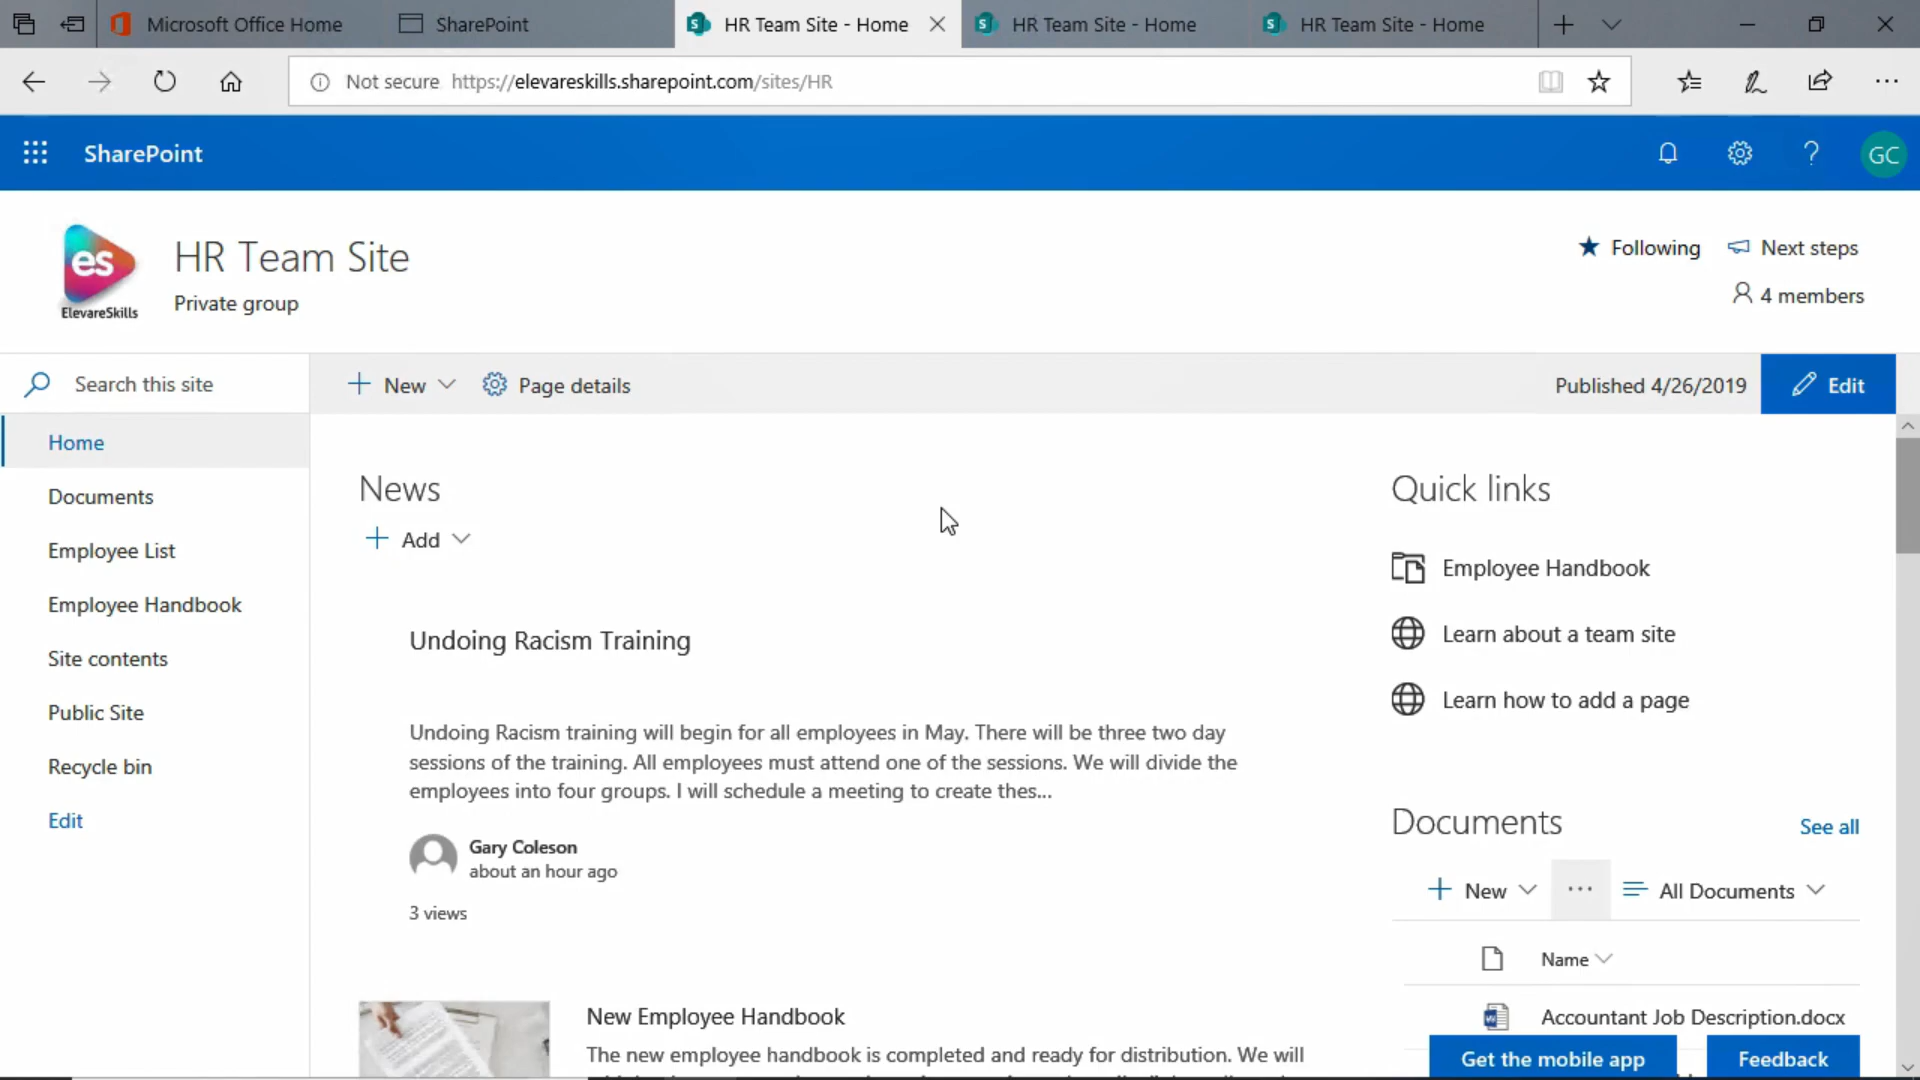 Microsoft Office Home
SharePoint
HR Team Site - Home
HR Team Site - Home
HR Team Site - Home
Not secure https://elevareskills.sharepoint.com/sites/HR
SharePoint
GC
es
ElevareSkills
HR Team Site
Private group
Following
Next steps
4 members
Search this site
New
Page details
Published 4/26/2019
Edit
Home
Documents
Employee List
Employee Handbook
Site contents
Public Site
Recycle bin
Edit
News
Add
Undoing Racism Training
Undoing Racism training will begin for all employees in May. There will be three two day
sessions of the training. All employees must attend one of the sessions. We will divide the
employees into four groups. I will schedule a meeting to create thes...
Gary Coleson
about an hour ago
3 views
New Employee Handbook
The new employee handbook is completed and ready for distribution. We will
Quick links
Employee Handbook
Learn about a team site
Learn how to add a page
Documents
See all
New
All Documents
Name
Accountant Job Description.docx
Get the mobile app
Feedback